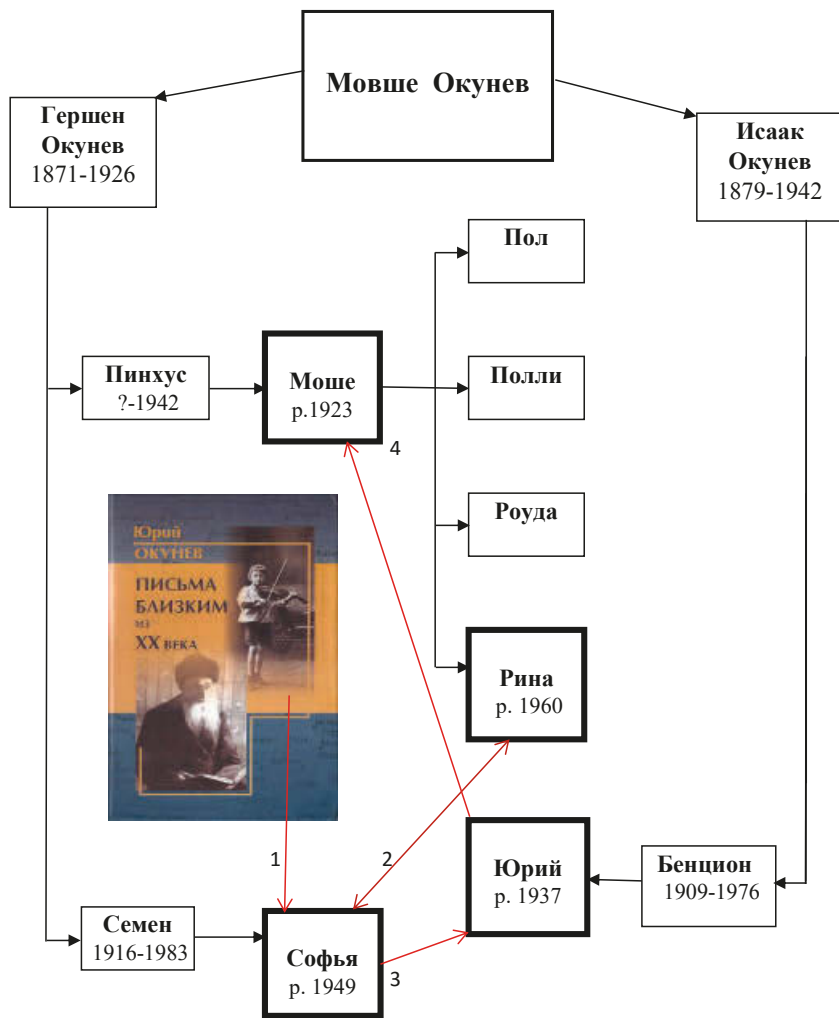 Мовше Окунев
Гершен
Окунев
1871-1926
Исаак
Окунев
1879-1942
Пол
Пинхус
?-1942
Моше
р.1923
Полли
4
Роуда
Юрий
ОКУНЕВ
ПИСЬМА
БЛИЗКИМ
ИЗ
XX ВЕКА
Рина
р. 1960
1
2
Юрий
р. 1937
Бенцион
1909-1976
Семен
1916-1983
Софья
р. 1949
3